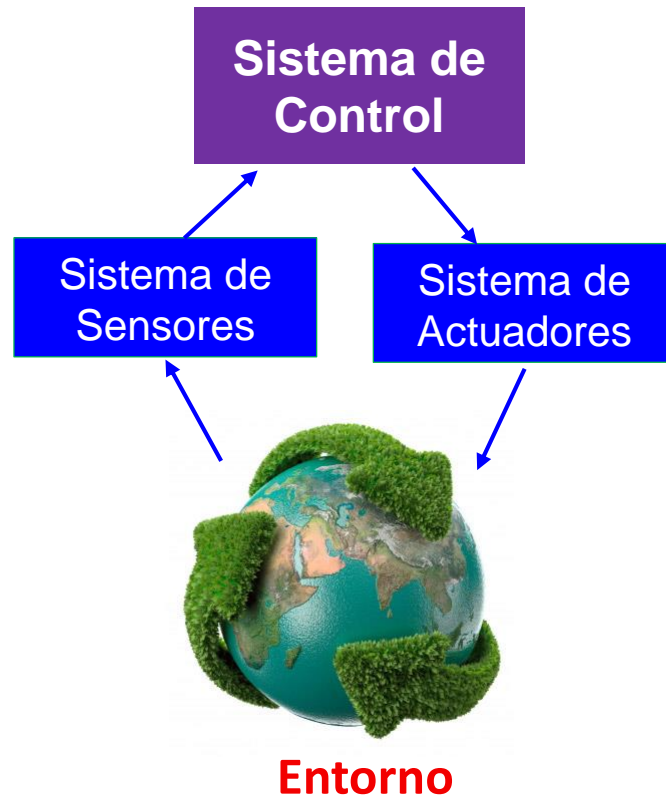 Sistema de
Control
Sistema de
Sensores
Sistema de
Actuadores
Entorno